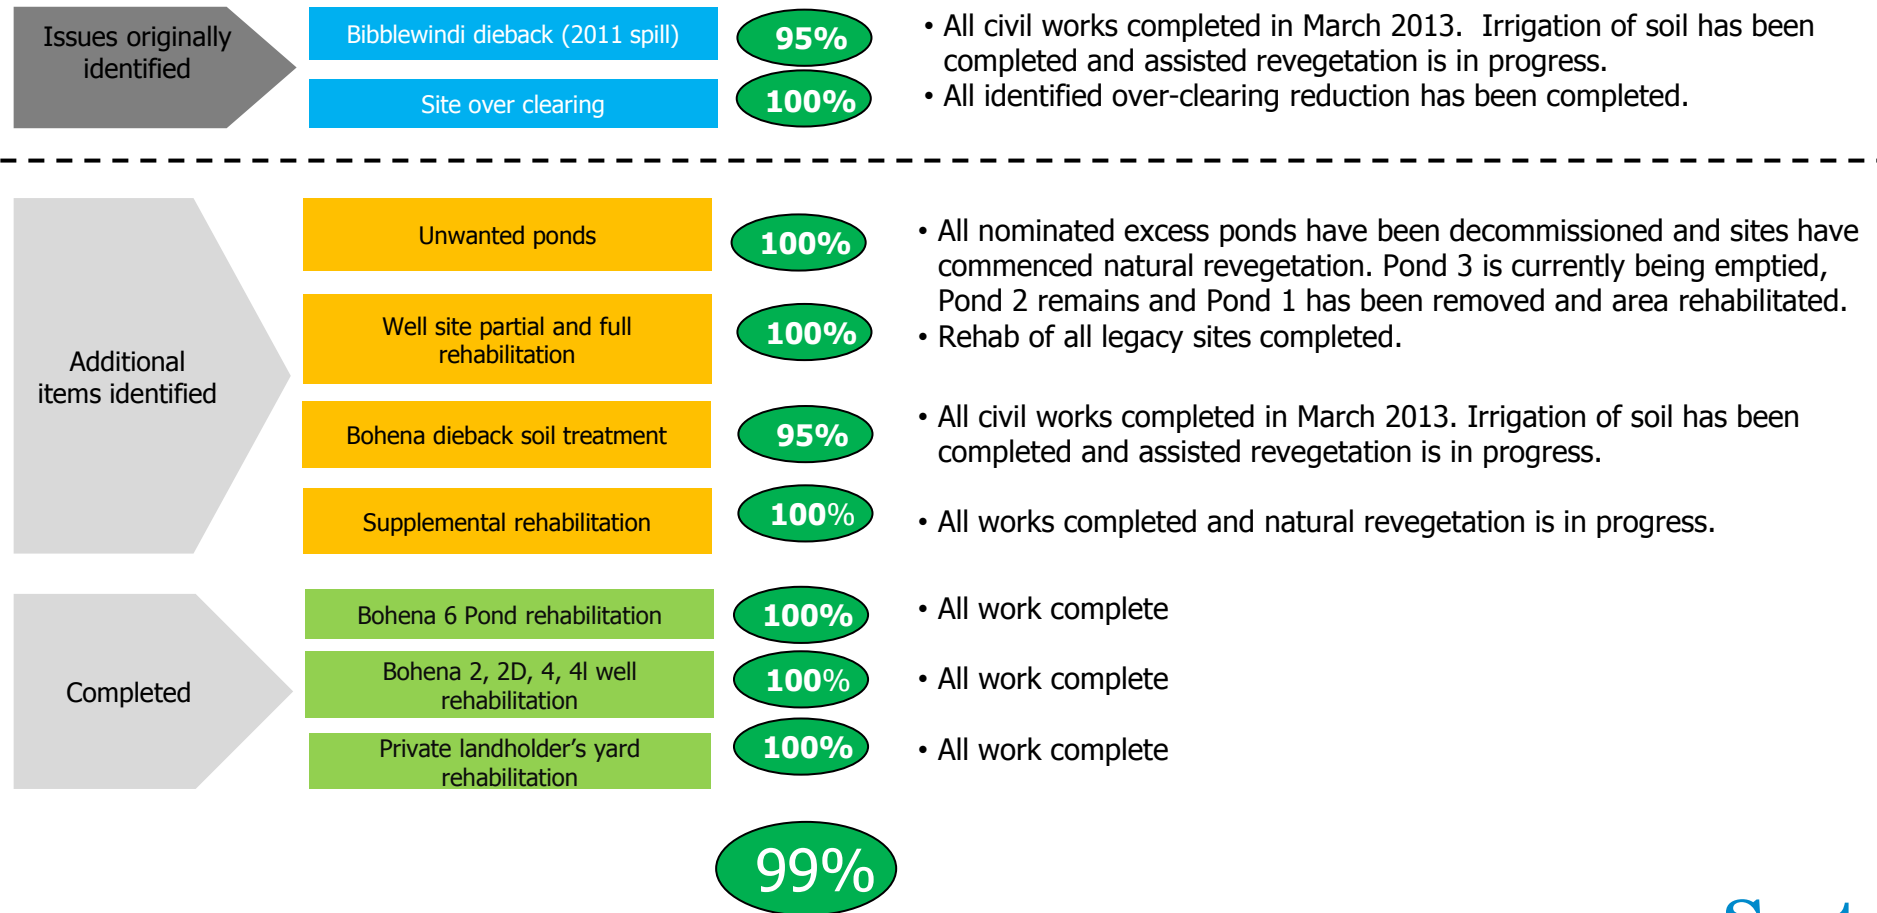 Issues originally
identified
Bibblewindi dieback (2011 spill)
95%
• All civil works completed in March 2013.  Irrigation of soil has been
completed and assisted revegetation is in progress.
Site over clearing
100%
• All identified over-clearing reduction has been completed.
Additional
items identified
Unwanted ponds
100%
• All nominated excess ponds have been decommissioned and sites have
commenced natural revegetation. Pond 3 is currently being emptied,
Pond 2 remains and Pond 1 has been removed and area rehabilitated.
Well site partial and full
rehabilitation
100%
• Rehab of all legacy sites completed.
Bohena dieback soil treatment
95%
• All civil works completed in March 2013. Irrigation of soil has been
completed and assisted revegetation is in progress.
Supplemental rehabilitation
100%
• All works completed and natural revegetation is in progress.
Completed
Bohena 6 Pond rehabilitation
100%
• All work complete
Bohena 2, 2D, 4, 4l well
rehabilitation
100%
• All work complete
Private landholder’s yard
rehabilitation
100%
• All work complete
99%